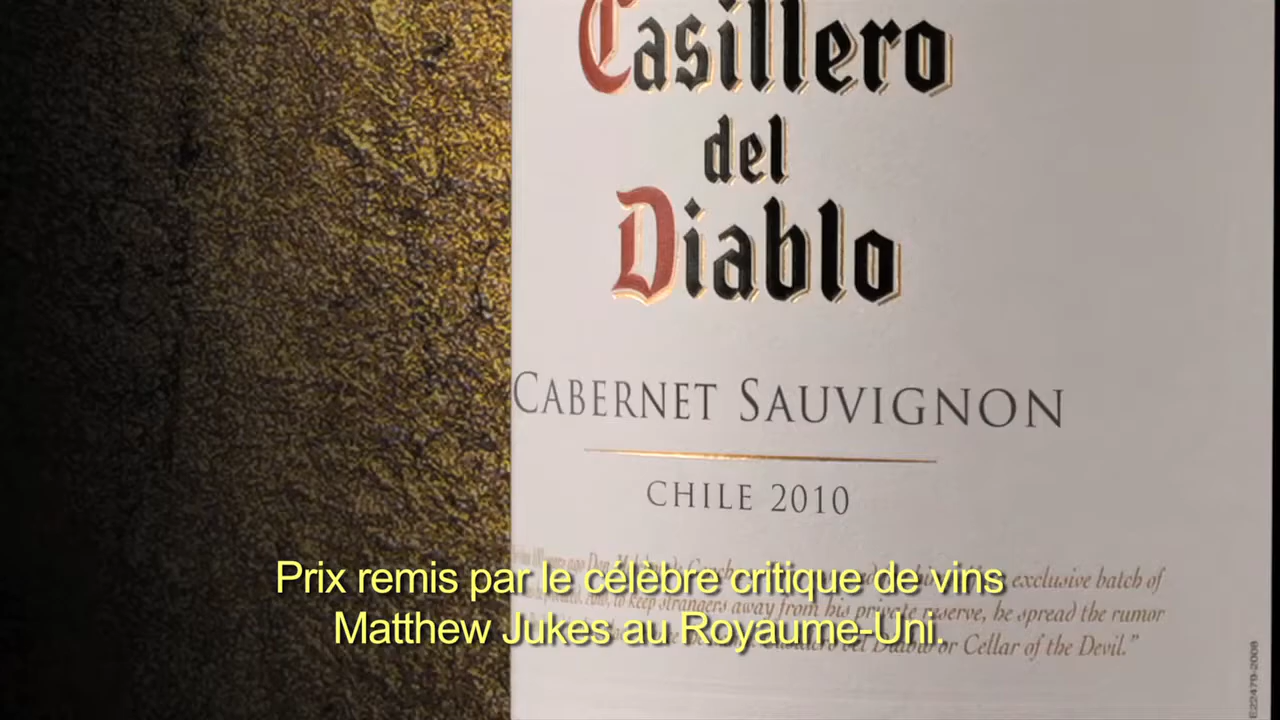 Casillero
del
Diablo
CABERNET SAUVIGNON
CHILE 2010
exclusive batch of
to keep strangers away from his private reserve, he spread the rumor
or Cellar of the Devil."
Prix remis par le célèbre critique de vins
Matthew Jukes au Royaume-Uni.
E22479-2008